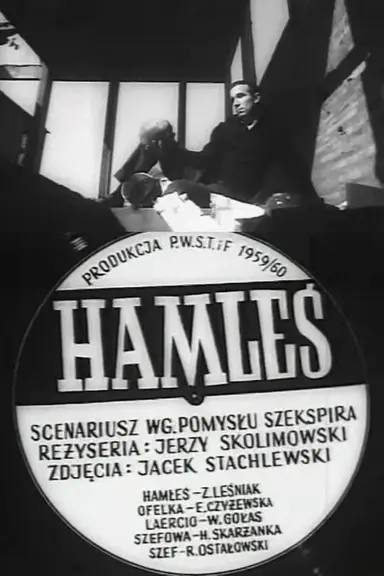 PRODUKCJA P.W.S.T.iF 1959/60
HAMLEŚ
SCENARIUSZ WG. POMYSŁU SZEKSPIRA
REŻYSERIA: JERZY SKOLIMOWSKI
ZDJĘCIA: JACEK STACHLEWSKI
HAMLEŚ-Z. LEŚNIAK
OFELKA-E. CZYŻEWSKA
LAERCIO-W. GOŁAS
SZEFOWA-H. SKARŻANKA
SZEF-R. OSTAŁOWSKI